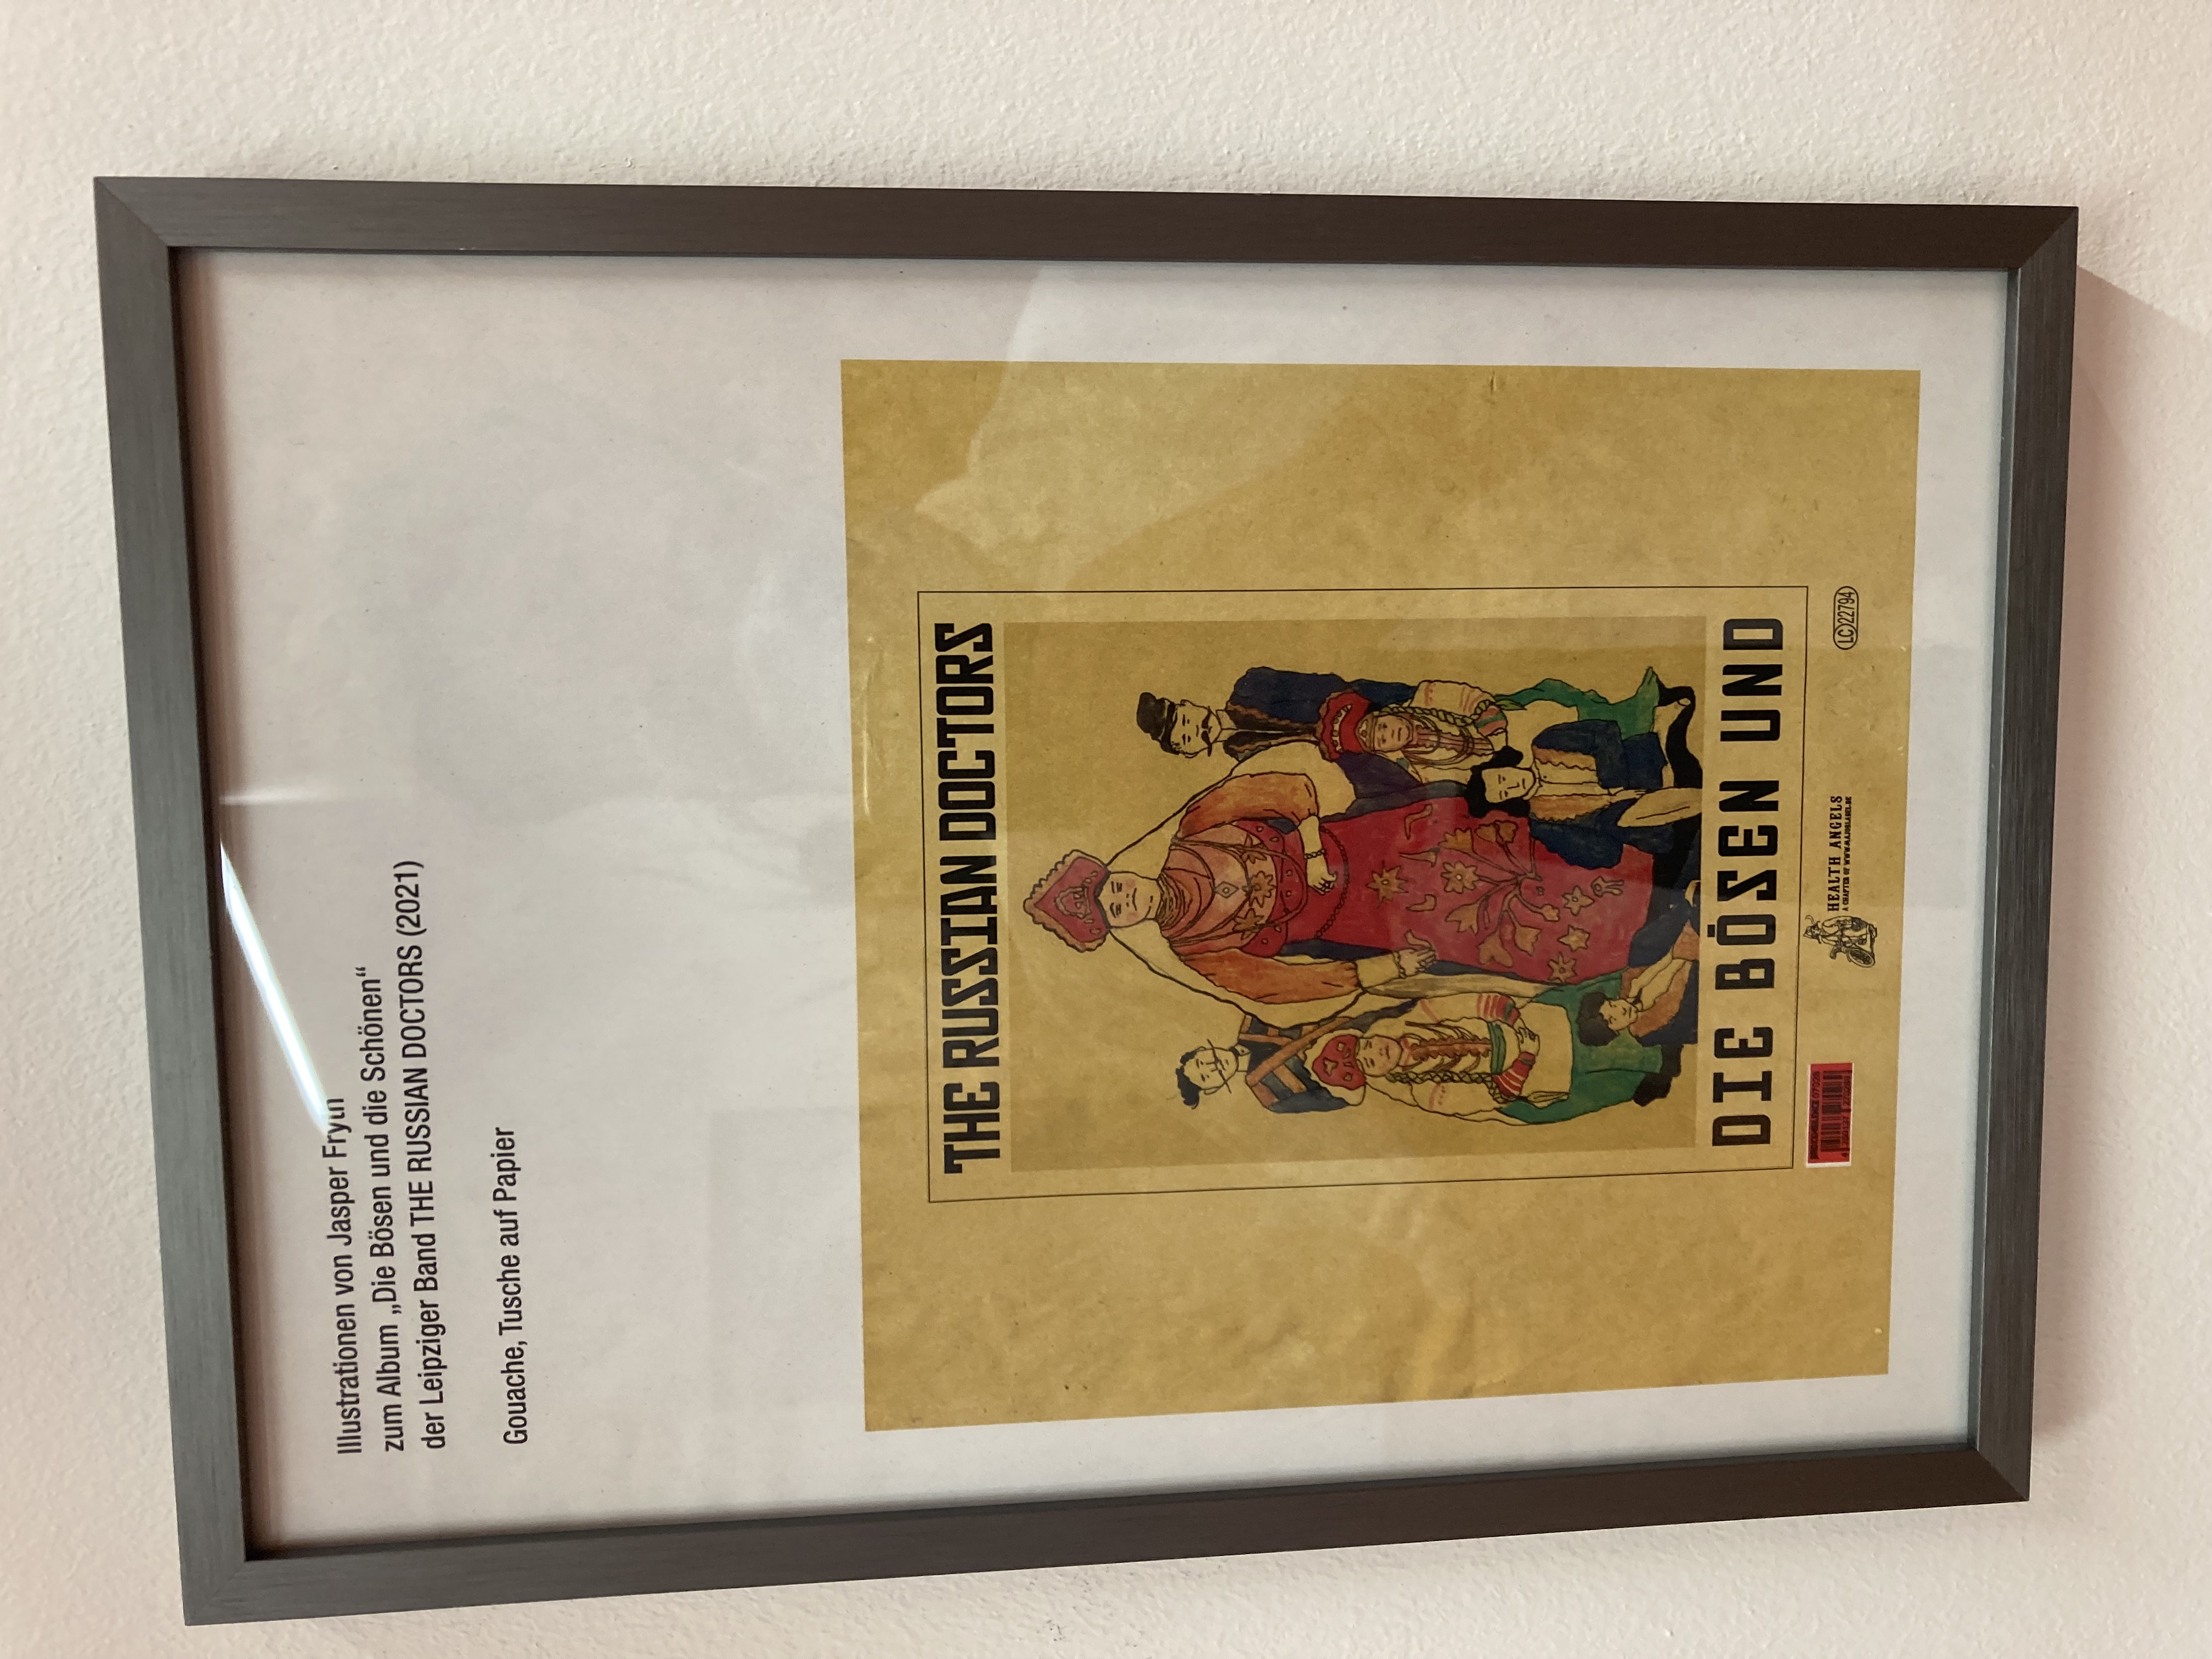 Illustrationen von Jasper
zum Album „Die Bösen und die Schönen“
der Leipziger Band THE RUSSIAN DOCTORS (2021)
Gouache, Tusche auf Papier
THE RUSSIAN DOCTORS
DIE BÖSEN UND
HEALTH ANGELS
LC 22794